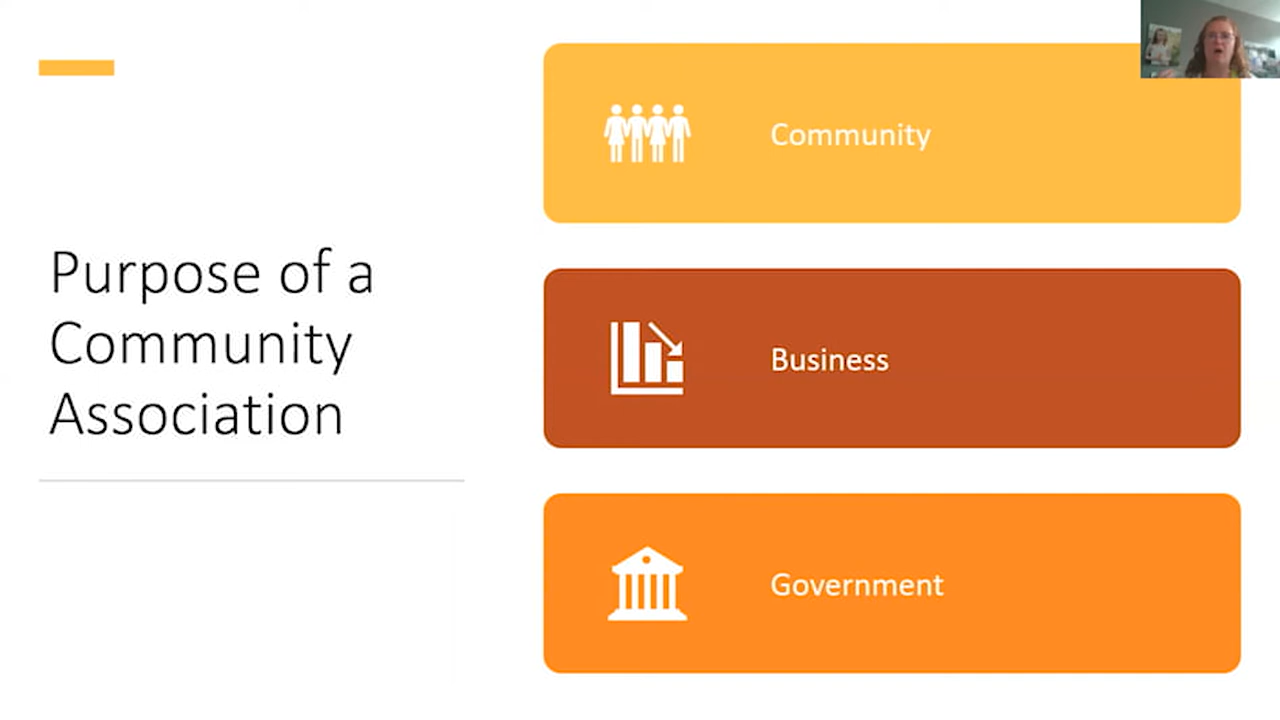 Purpose of a
Community
Association
Community
Business
Government